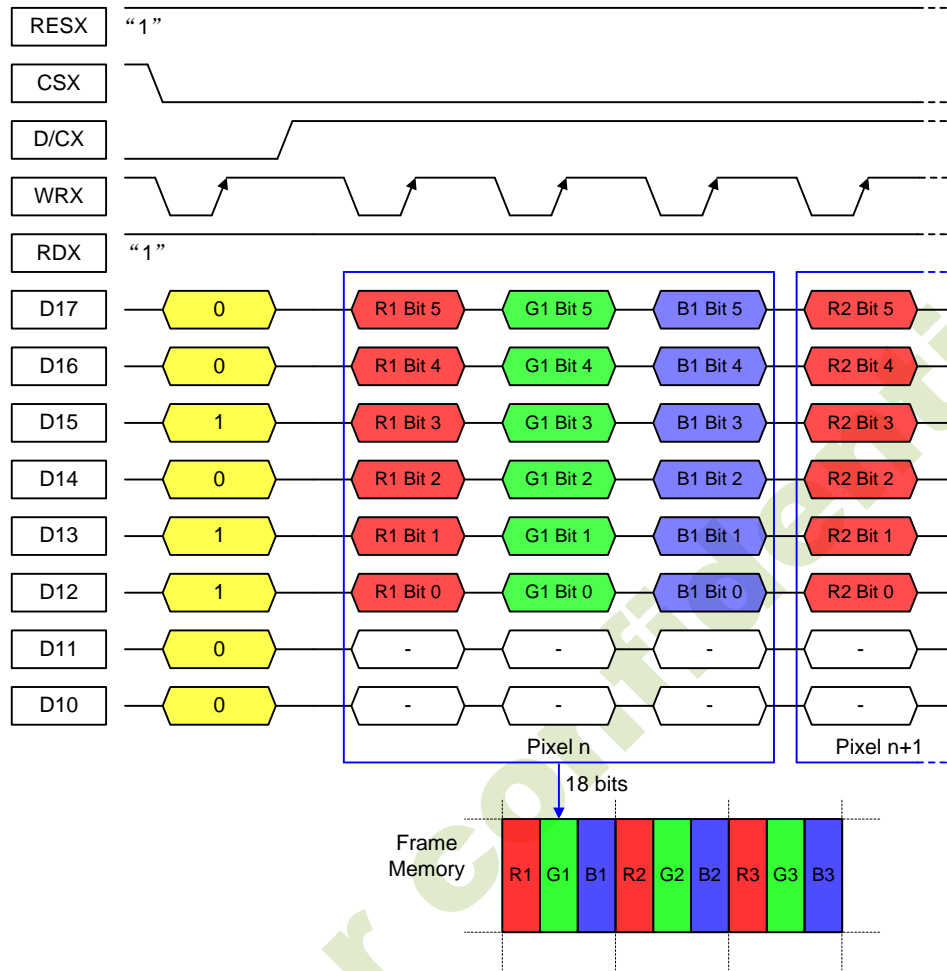 RESX “1”
CSX
D/CX
WRX
RDX “1”
D17 0 R1 Bit 5 G1 Bit 5 B1 Bit 5 R2 Bit 5
D16 0 R1 Bit 4 G1 Bit 4 B1 Bit 4 R2 Bit 4
D15 1 R1 Bit 3 G1 Bit 3 B1 Bit 3 R2 Bit 3
D14 0 R1 Bit 2 G1 Bit 2 B1 Bit 2 R2 Bit 2
D13 1 R1 Bit 1 G1 Bit 1 B1 Bit 1 R2 Bit 1
D12 1 R1 Bit 0 G1 Bit 0 B1 Bit 0 R2 Bit 0
D11 0 - - - -
D10 0 - - - -
Pixel n Pixel n+1
18 bits
Frame
Memory
R1 G1 B1 R2 G2 B2 R3 G3 B3
r confidenti